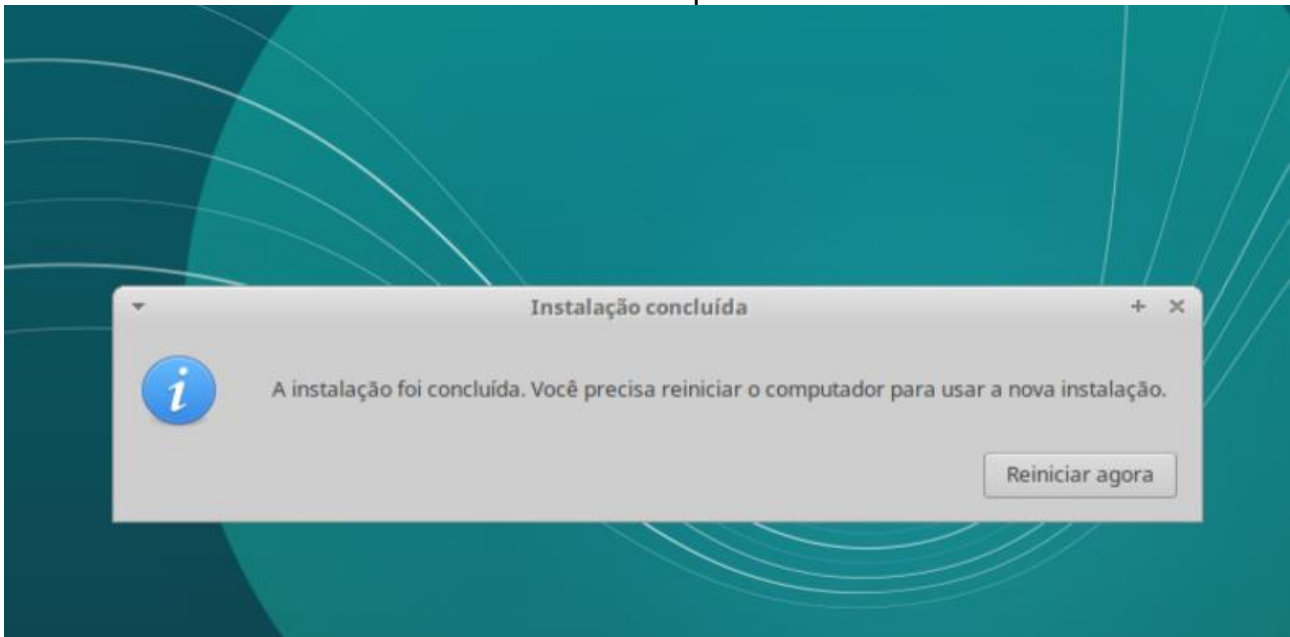 Instalação concluída
A instalação foi concluída. Você precisa reiniciar o computador para usar a nova instalação.
Reiniciar agora